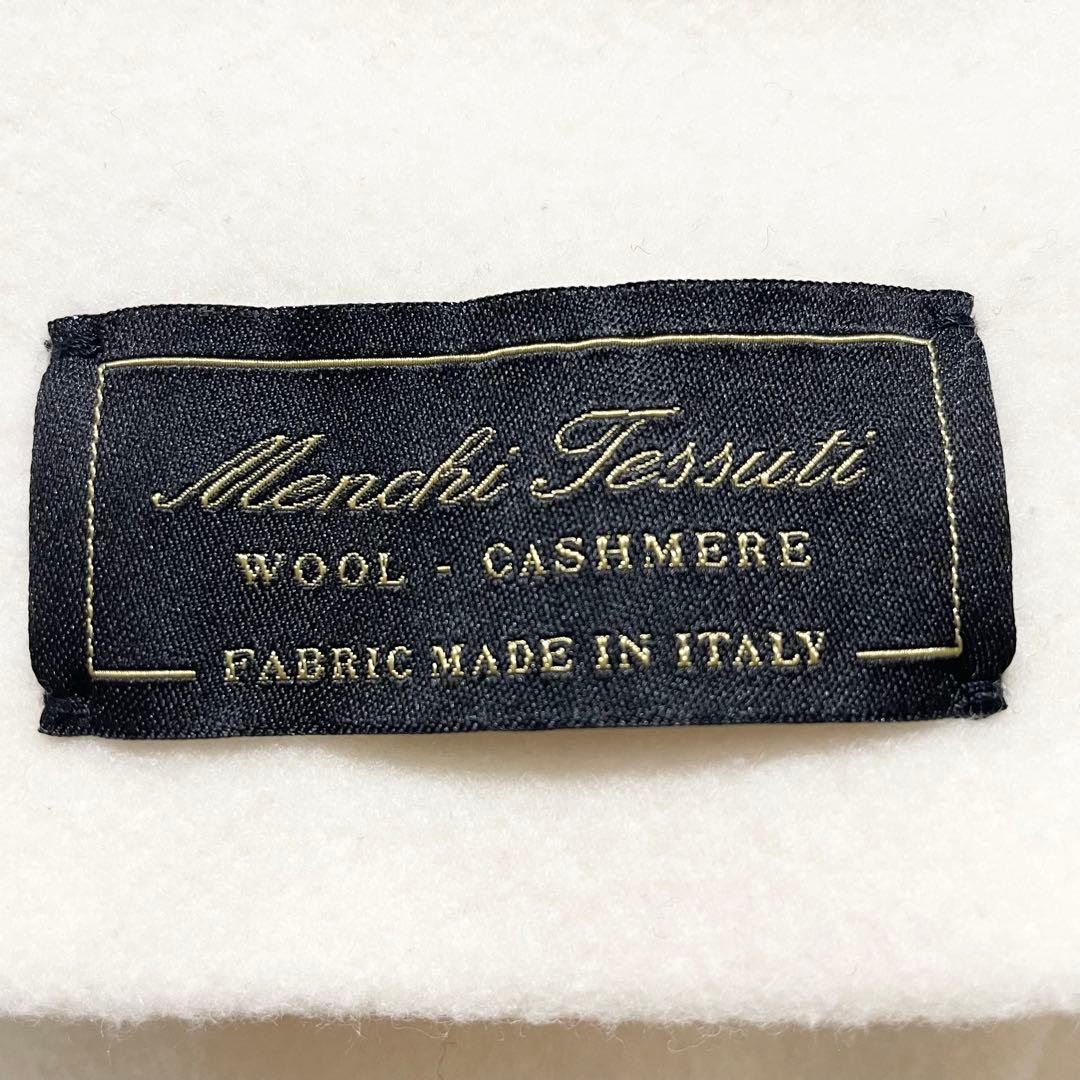 Menchi Tessuti
WOOL - CASHMERE
FABRIC MADE IN ITALY